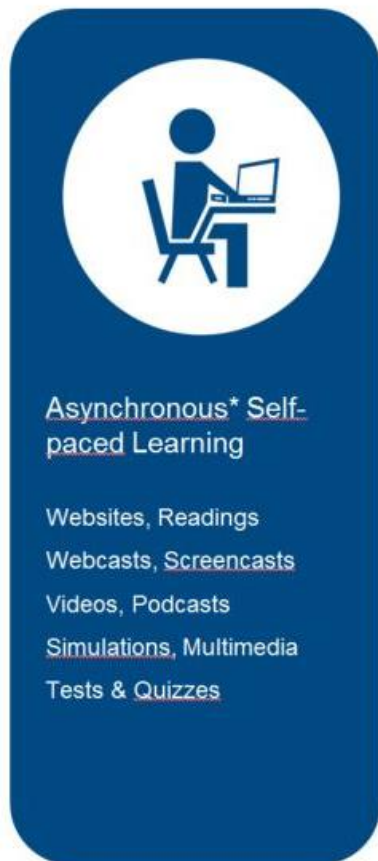 Asynchronous* Self-
paced Learning
Websites, Readings
Webcasts, Screencasts
Videos, Podcasts
Simulations, Multimedia
Tests & Quizzes